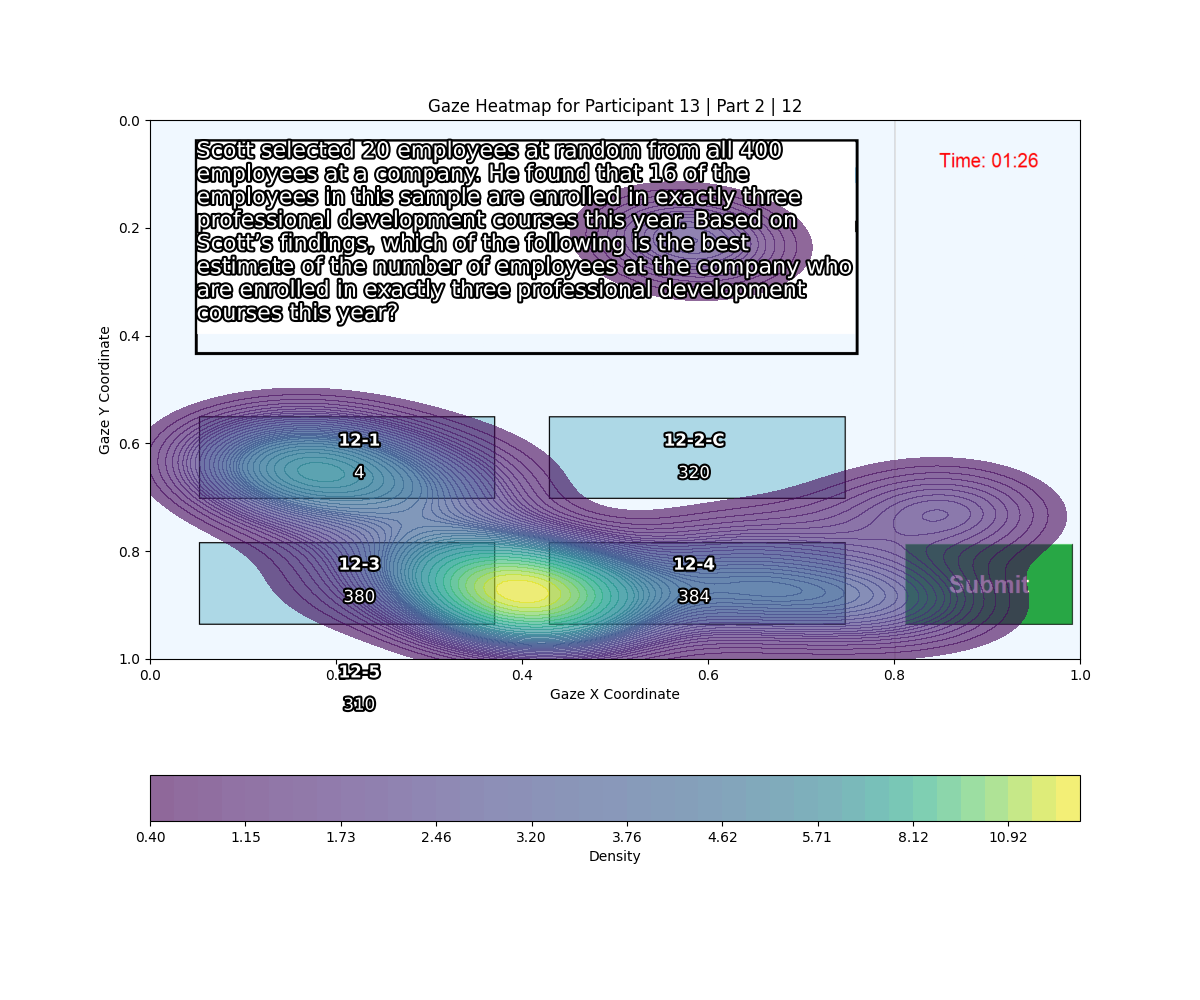 Gaze Heatmap for Participant 13 | Part 2 | 12
Scott selected 20 employees at random from all 400
employees at a company. He found that 16 of the
employees in this sample are enrolled in exactly three
professional development courses this year. Based on
Scott's findings, which of the following is the best
estimate of the number of employees at the company who
are enrolled in exactly three professional development
courses this year?
Time: 01:26
12-1
4
12-2-C
320
12-3
380
12-4
384
Submit
12-5
310
0.0
0.2
0.4
0.6
0.8
1.0
Gaze Y Coordinate
0.0 0.2 0.4 0.6 0.8 1.0
Gaze X Coordinate
0.40 1.15 1.73 2.46 3.20 3.76 4.62 5.71 8.12 10.92
Density